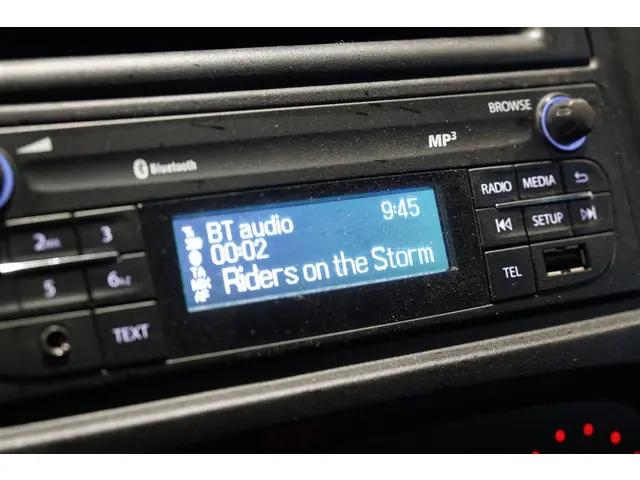 BROWSE
MP3
Bluetooth
RADIO MEDIA
SETUP
TEL
BT audio 9:45
00:02
TA
AF
Riders on the Storm
2 3
5 6
TEXT